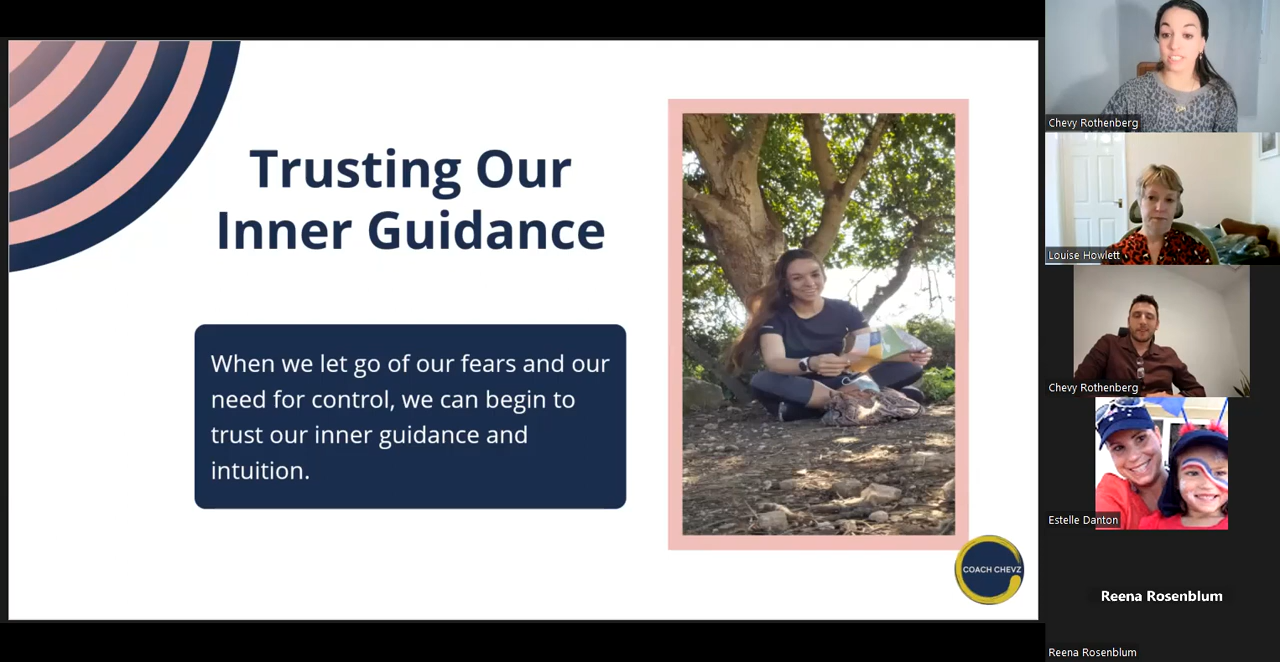 Trusting Our
Inner Guidance
When we let go of our fears and our
need for control, we can begin to
trust our inner guidance and
intuition.
COACH CHEVZ
Chevy Rothenberg
Louise Howlett
Chevy Rothenberg
Estelle Danton
Reena Rosenblum
Reena Rosenblum